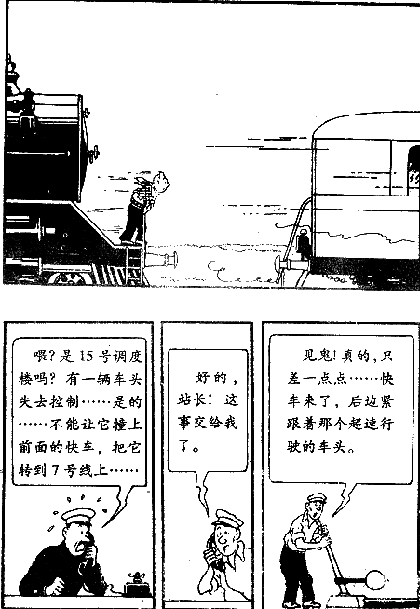 喂?是15号调度
楼吗?有一辆车头
失去控制……是的
……不能让它撞上
前面的快车,把它
转到7号线上……
好的,
站长!这
事交给我
了。
见鬼!真的,只
差一点点……快
车来了,后边紧
跟着那个超速行
驶的车头。